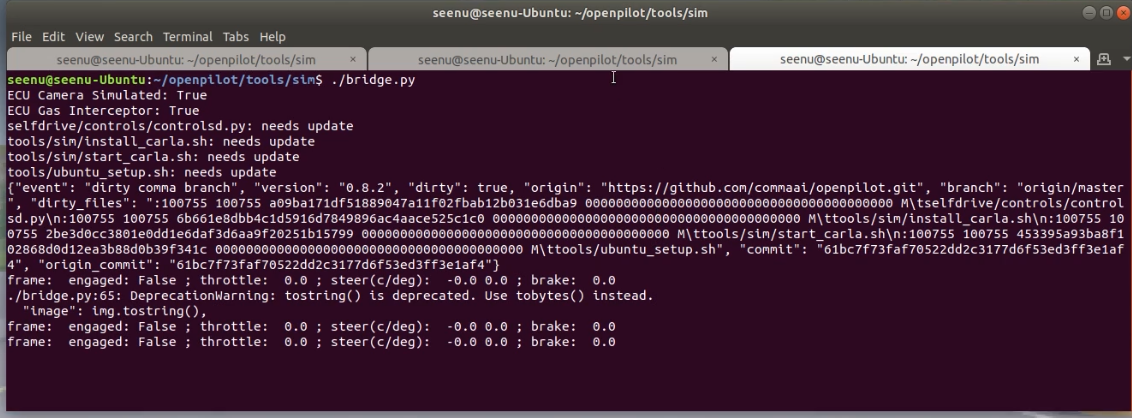 seenu@seenu-Ubuntu: ~/openpilot/tools/sim
File Edit View Search Terminal Tabs Help
seenu@seenu-Ubuntu: ~/openpilot/tools/sim × seenu@seenu-Ubuntu: ~/openpilot/tools/sim × seenu@seenu-Ubuntu: ~/openpilot/tools/sim ×
seenu@seenu-Ubuntu:~/openpilot/tools/sim$ ./bridge.py
ECU Camera Simulated: True
ECU Gas Interceptor: True
selfdrive/controls/controlsd.py: needs update
tools/sim/install_carla.sh: needs update
tools/sim/start_carla.sh: needs update
tools/ubuntu_setup.sh: needs update
{"event": "dirty comma branch", "version": "0.8.2", "dirty": true, "origin": "https://github.com/commaai/openpilot.git", "branch": "origin/master
", "dirty_files": ":100755 100755 a09ba171df51889047a11f02fbab12b031e6dba9 0000000000000000000000000000000000000000 M\tselfdrive/controls/control
sd.py\n:100755 100755 6b661e8dbb4c1d5916d7849896ac4aace525c1c0 0000000000000000000000000000000000000000 M\ttools/sim/install_carla.sh\n:100755 10
0755 2be3d0cc3801e0dd1e6daf3d6aa9f20251b15799 0000000000000000000000000000000000000000 M\ttools/sim/start_carla.sh\n:100755 100755 453395a93ba8f1
02868d0d12ea3b88d0b39f341c 0000000000000000000000000000000000000000 M\ttools/ubuntu_setup.sh", "commit": "61bc7f73faf70522dd2c3177d6f53ed3ff3e1af
4", "origin_commit": "61bc7f73faf70522dd2c3177d6f53ed3ff3e1af4"}
frame:  engaged: False ; throttle:  0.0 ; steer(c/deg):  -0.0 0.0 ; brake:  0.0
./bridge.py:65: DeprecationWarning: tostring() is deprecated. Use tobytes() instead.
  "image": img.tostring(),
frame:  engaged: False ; throttle:  0.0 ; steer(c/deg):  -0.0 0.0 ; brake:  0.0
frame:  engaged: False ; throttle:  0.0 ; steer(c/deg):  -0.0 0.0 ; brake:  0.0